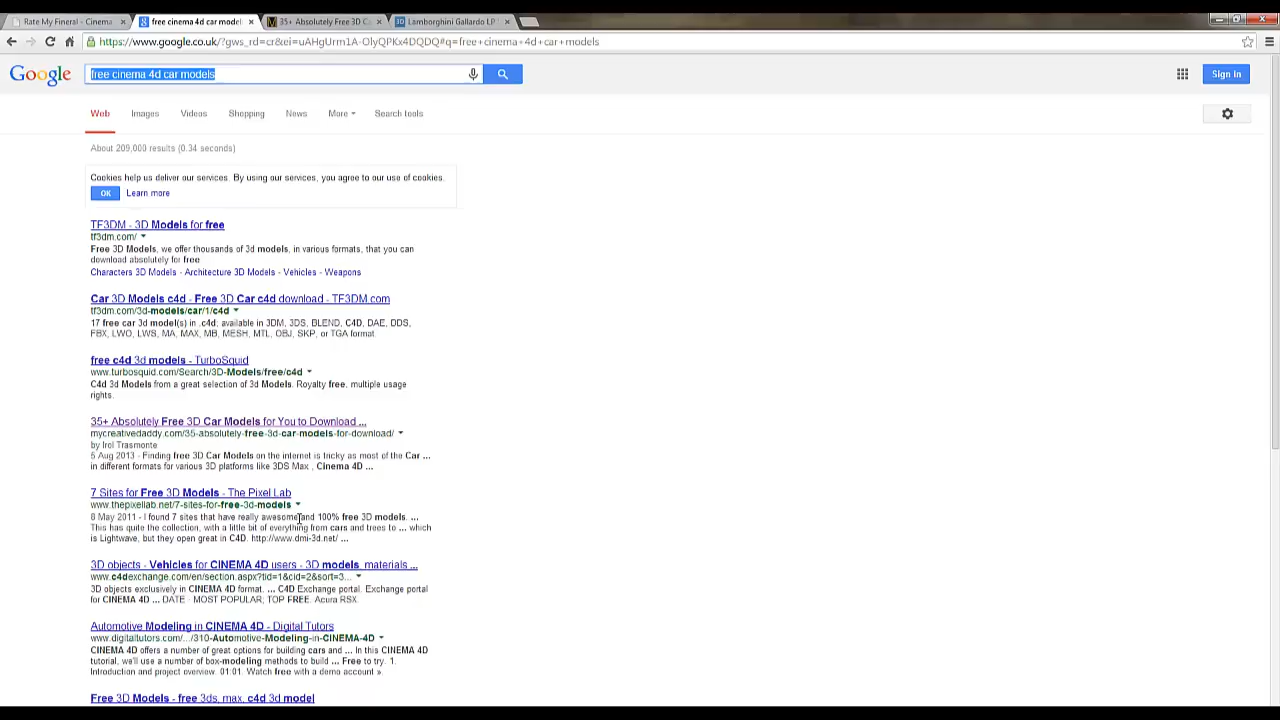 Rate My Fineral - Cinema
free cinema 4d car model
35+ Absolutely Free 3D C
Lamborghini Gallardo LP
https://www.google.co.uk/?gws_rd=cr&ei=uAHgUrm1A-OlyQPKx4DQDQ#q=free+cinema+4d+car+models
Google
free cinema 4d car models
Sign in
Web Images Videos Shopping News More Search tools
About 209,000 results (0.34 seconds)
Cookies help us deliver our services. By using our services, you agree to our use of cookies.
OK Learn more
TF3DM - 3D Models for free
tf3dm.com/
Free 3D Models, we offer thousands of 3d models, in various formats, that you can
download absolutely for free
Characters 3D Models - Architecture 3D Models - Vehicles - Weapons
Car 3D Models c4d - Free 3D Car c4d download - TF3DM.com
tf3dm.com/3d-models/car/1/c4d
17 free car 3d model(s) in .c4d, available in 3DM, 3DS, BLEND, C4D, DAE, DDS,
FBX, LWO, LWS, MA, MAX, MB, MESH, MTL, OBJ, SKP, or TGA format.
free c4d 3d models - TurboSquid
www.turbosquid.com/Search/3D-Models/free/c4d
C4d 3d Models from a great selection of 3d Models. Royalty free, multiple usage
rights.
35+ Absolutely Free 3D Car Models for You to Download ...
mycreativedaddy.com/35-absolutely-free-3d-car-models-for-download/
by Irol Trasmonte
5 Aug 2013 - Finding free 3D Car Models on the internet is tricky as most of the Car ...
in different formats for various 3D platforms like 3DS Max , Cinema 4D ...
7 Sites for Free 3D Models - The Pixel Lab
www.thepixellab.net/7-sites-for-free-3d-models
8 May 2011 - I found 7 sites that have really awesome and 100% free 3D models. ...
This has quite the collection, with a little bit of everything from cars and trees to ... which
is Lightwave, but they open great in C4D. http://www.dmi-3d.net/ ...
3D objects - Vehicles for CINEMA 4D users - 3D models, materials ...
www.c4dexchange.com/en/section.aspx?tid=1&cid=2&sort=3...
3D objects exclusively in CINEMA 4D format. ... C4D Exchange portal. Exchange portal
for CINEMA 4D ... DATE · MOST POPULAR; TOP FREE. Acura RSX.
Automotive Modeling in CINEMA 4D - Digital Tutors
www.digitaltutors.com/.../310-Automotive-Modeling-in-CINEMA-4D
CINEMA 4D offers a number of great options for building cars and ... In this CINEMA 4D
tutorial, we'll use a number of box-modeling methods to build ... Free to try. 1.
Introduction and project overview. 01:01. Watch free with a demo account »
Free 3D Models - free 3ds, max, c4d 3d model